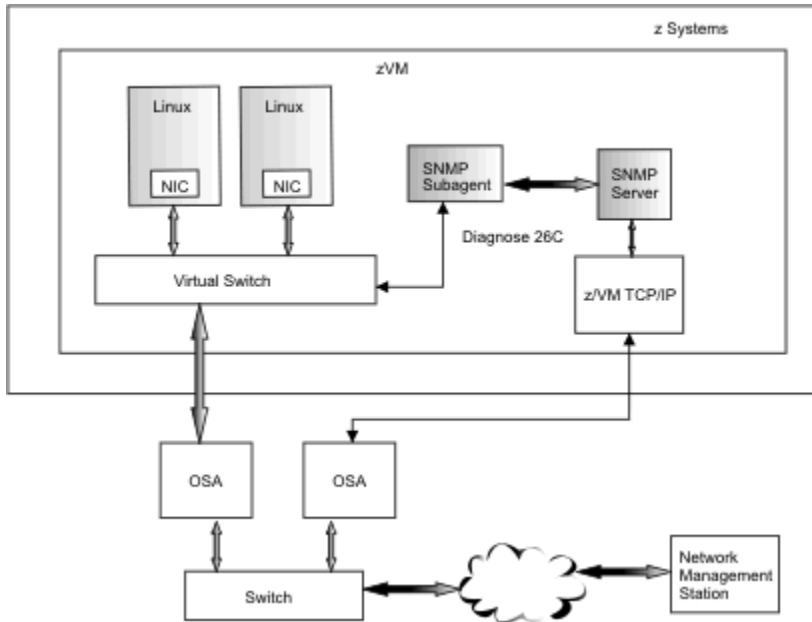 z Systems
zVM
Linux
Linux
NIC
NIC
SNMP
Subagent
SNMP
Server
Diagnose 26C
Virtual Switch
z/VM TCP/IP
OSA
OSA
Switch
Network
Management
Station